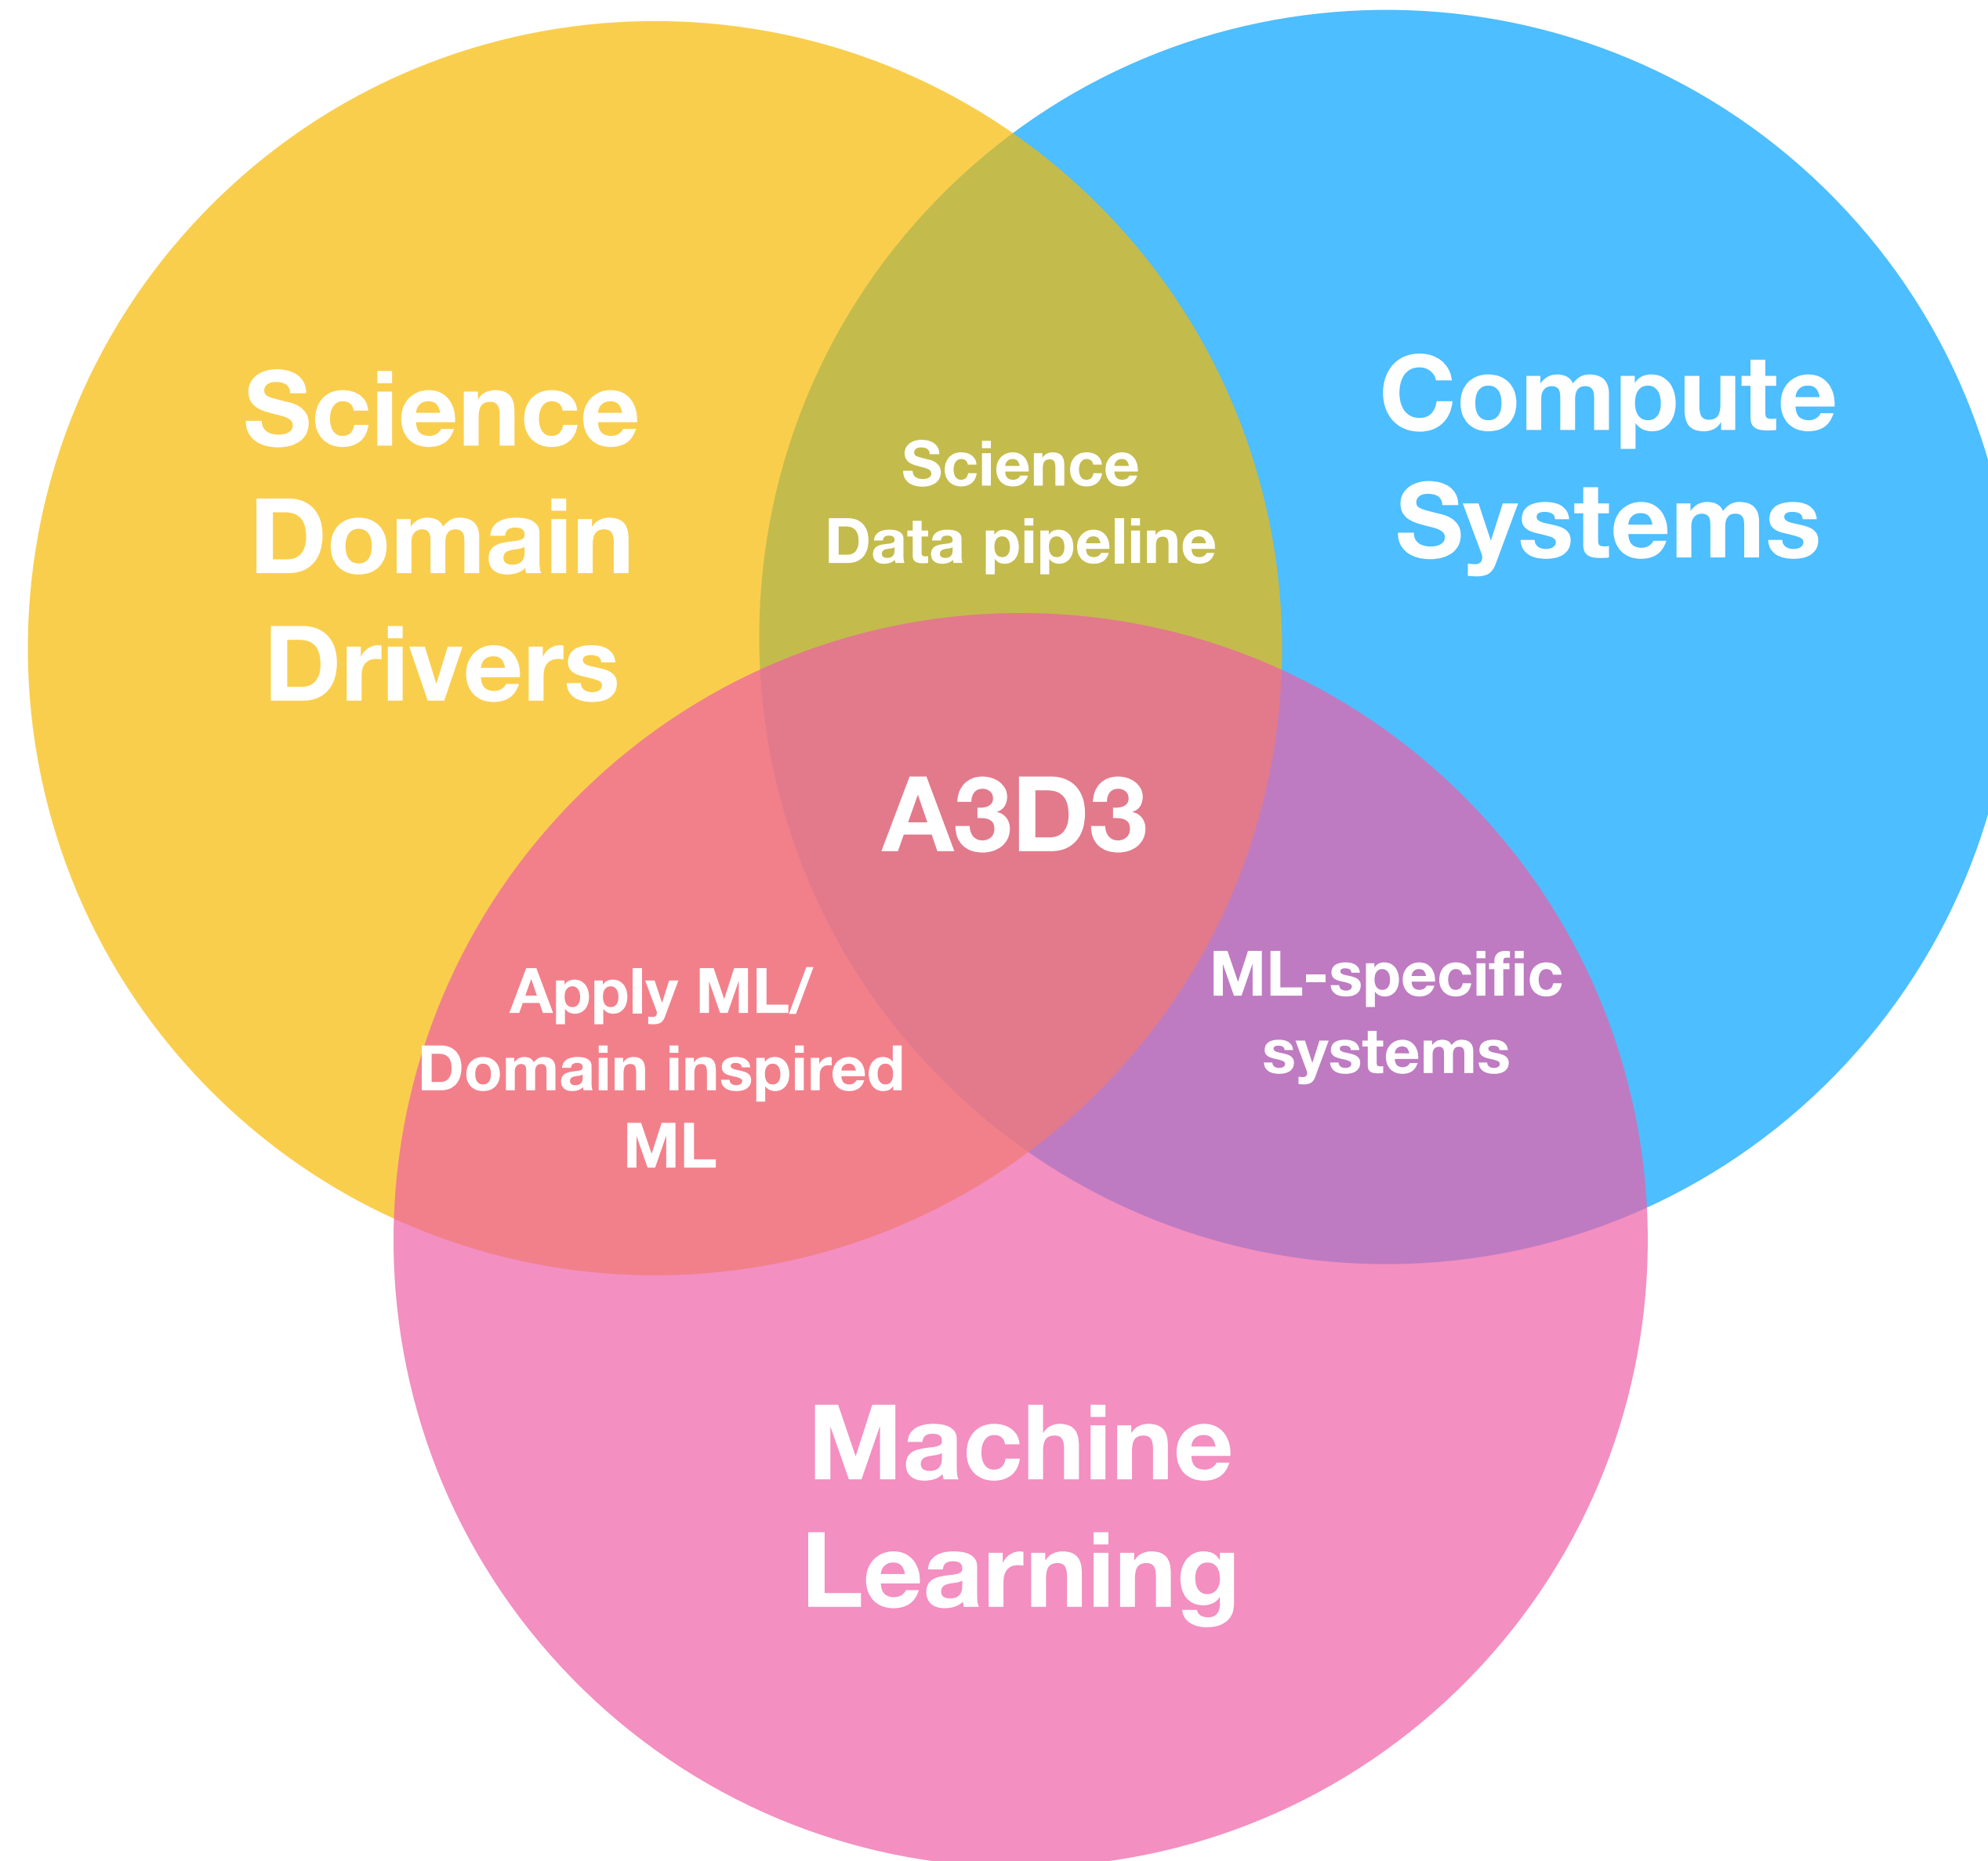 Science
Domain
Drivers
Science
Data pipeline
Compute
Systems
A3D3
Apply ML/
Domain inspired
ML
ML-specific
systems
Machine
Learning